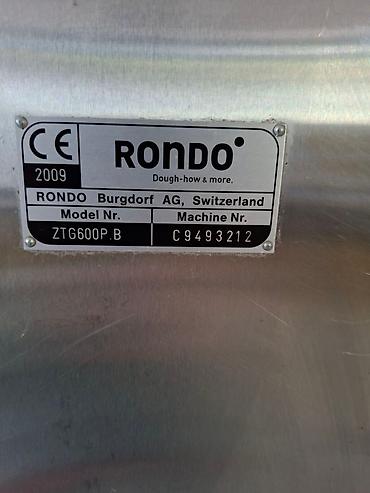 CE
2009
RONDO
Dough-how & more.
RONDO Burgdorf AG, Switzerland
Model Nr. Machine Nr.
ZTG600P.B C9493212